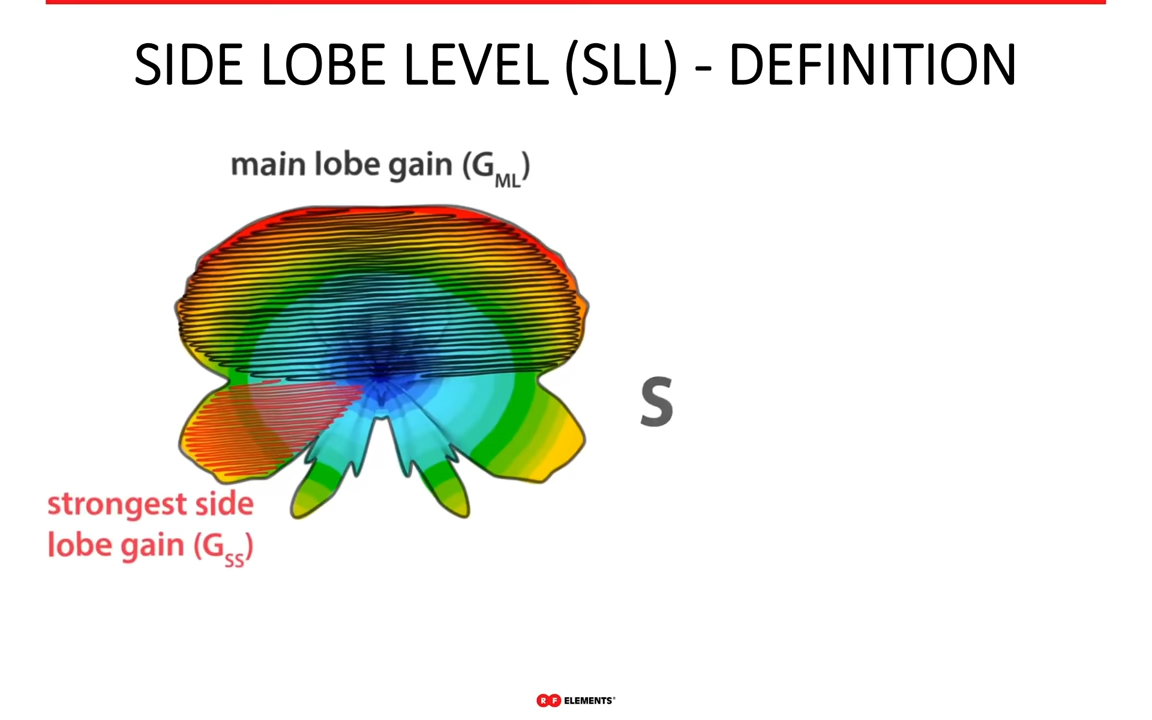 SIDE LOBE LEVEL (SLL) - DEFINITION
main lobe gain (GML)
S
strongest side
lobe gain (GSS)
RF ELEMENTS